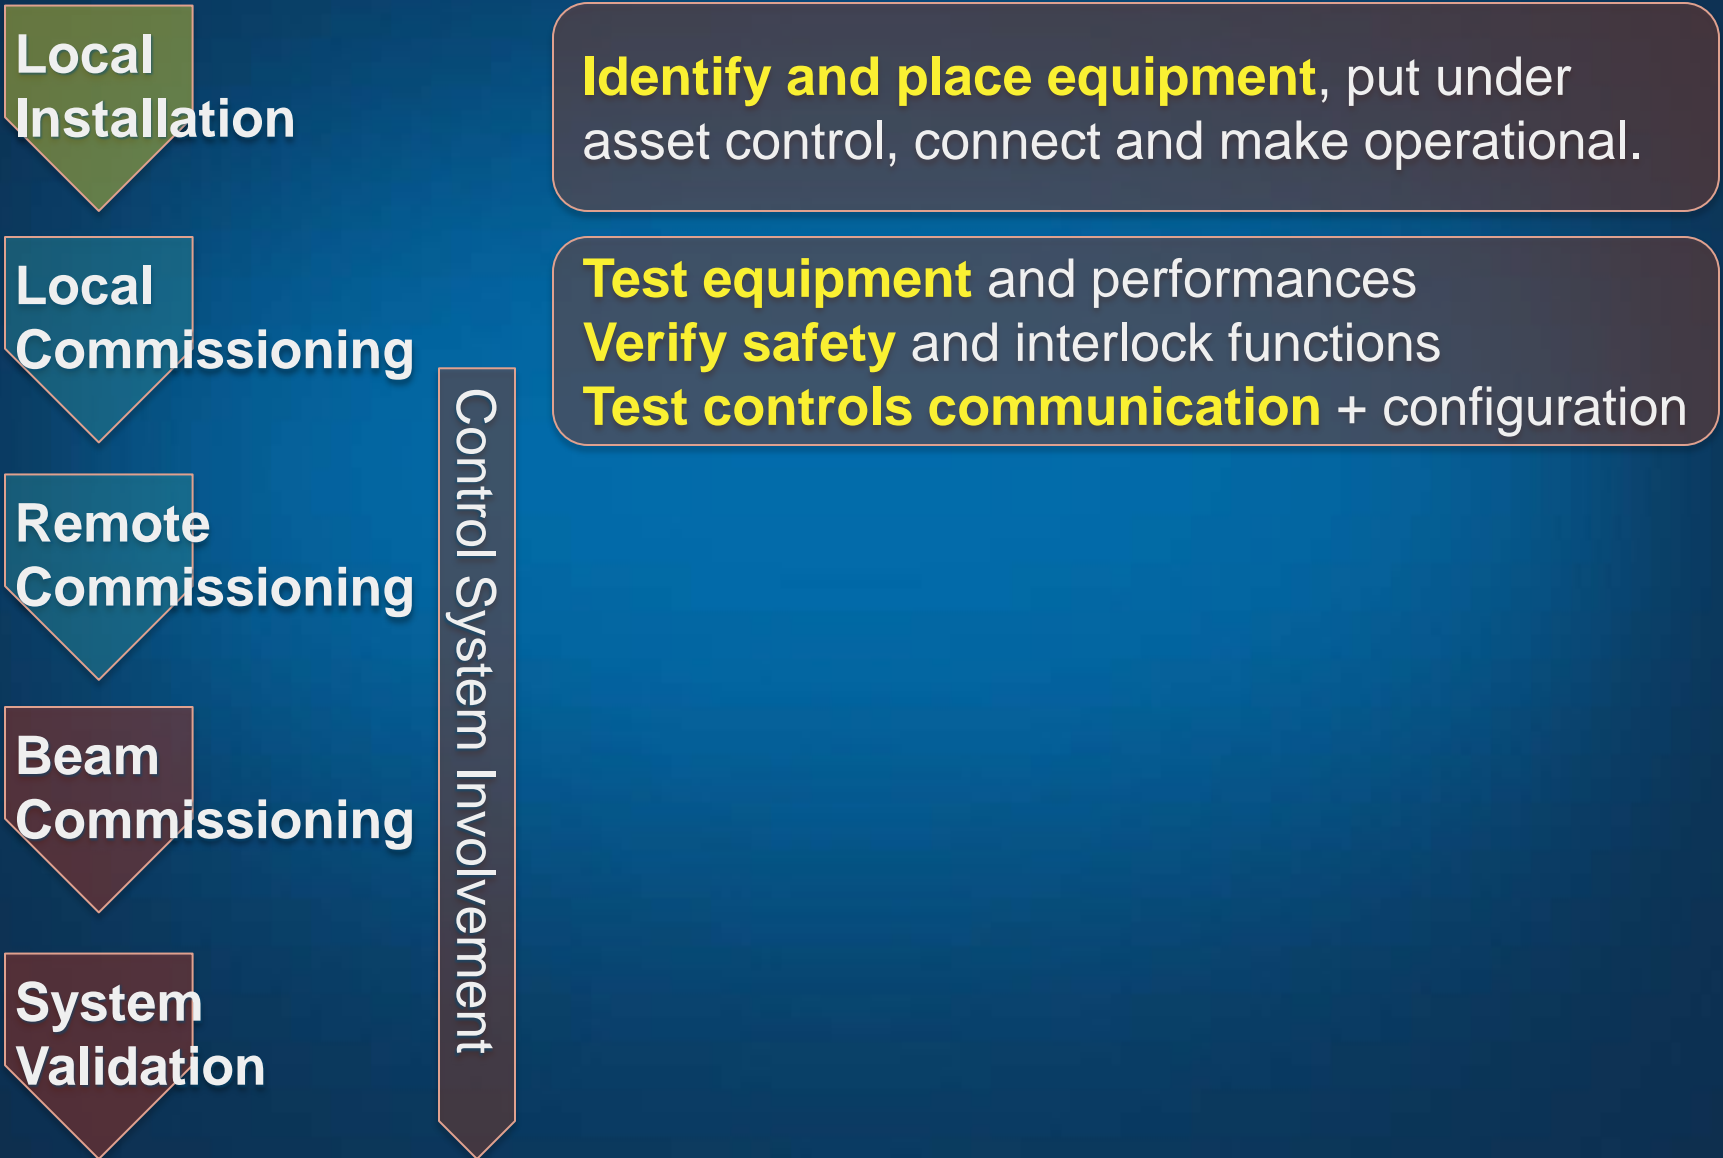 Local
Installation
Identify and place equipment, put under
asset control, connect and make operational.
Local
Commissioning
Test equipment and performances
Verify safety and interlock functions
Test controls communication + configuration
Control System Involvement
Remote
Commissioning
Beam
Commissioning
System
Validation